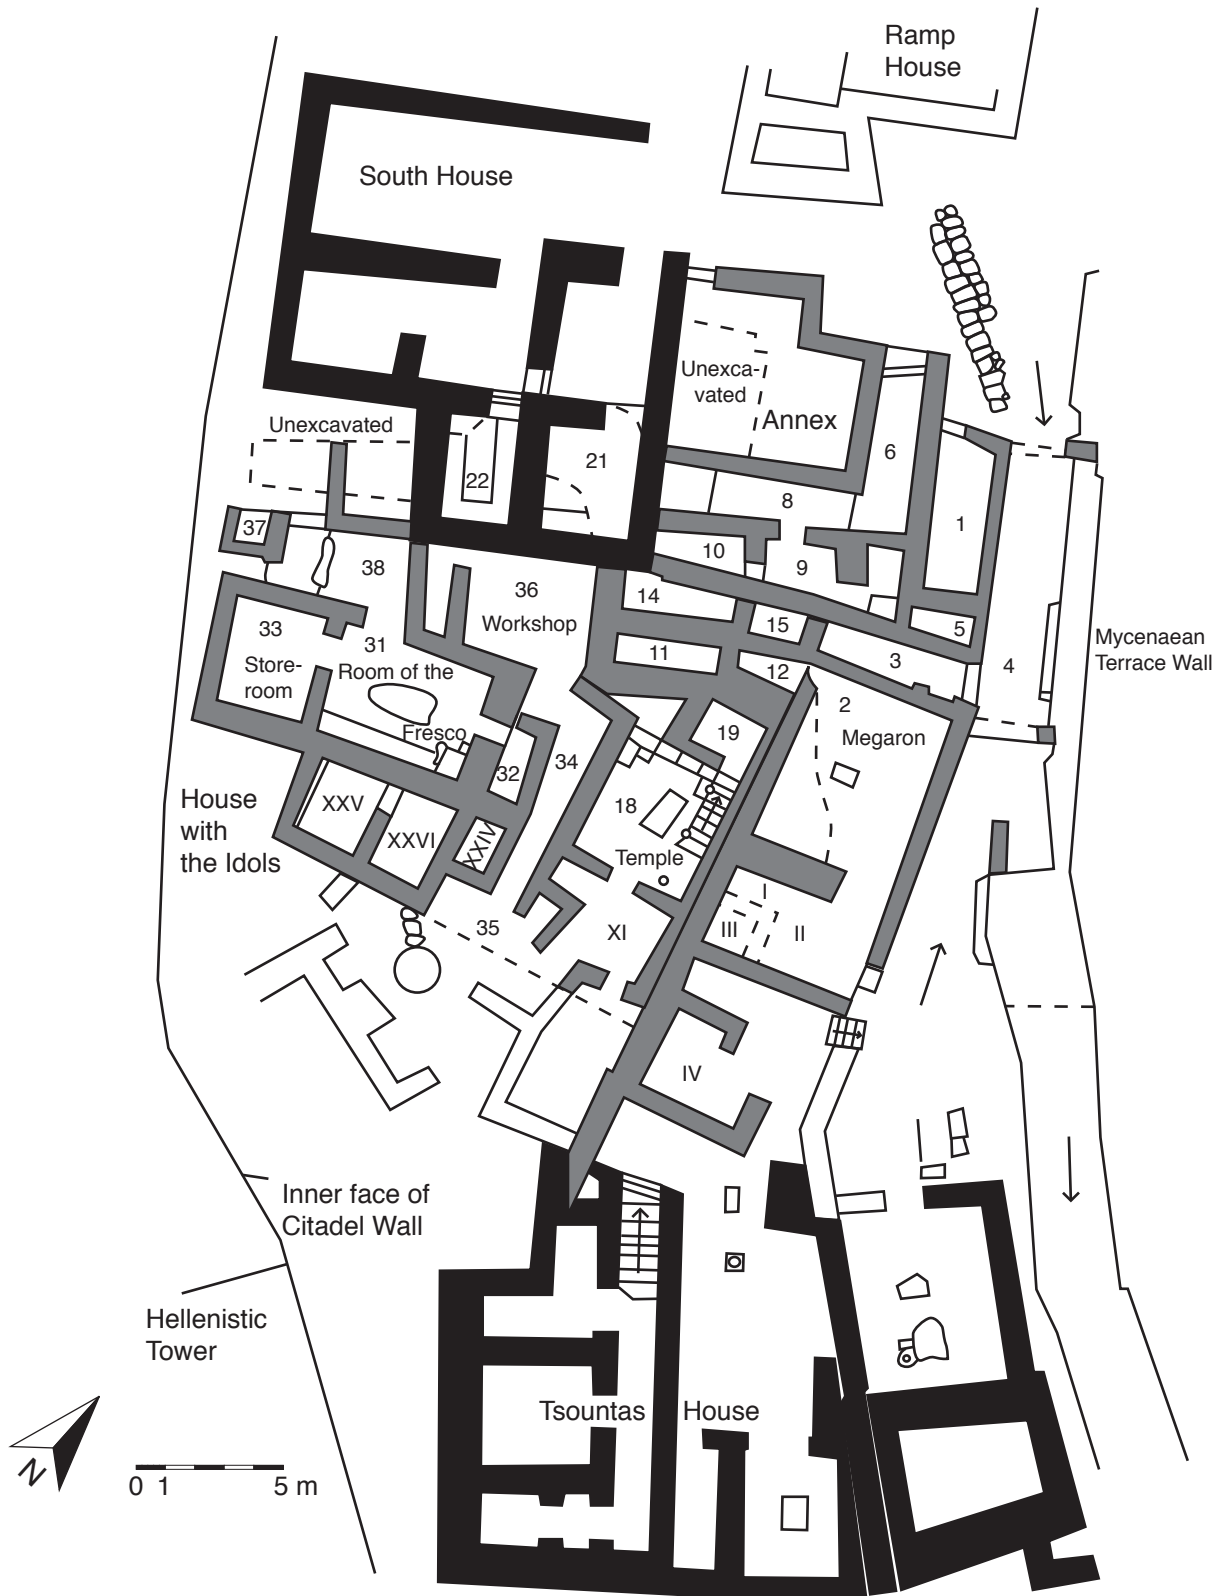 Ramp
House
South House
Unexca-
vated
Annex
Unexcavated
6
21
22
8
1
37
10
38
9
36
14
Workshop
15
5
33
31
11
3
4
Mycenaean
Terrace Wall
Store-
room
Room of the
12
2
Fresco
19
Megaron
32
34
House
with
the Idols
XXV
18
XXVI
XXIV
Temple
I
35
XI
III
II
IV
Inner face of
Citadel Wall
Hellenistic
Tower
Tsountas House
N
0 1 5 m